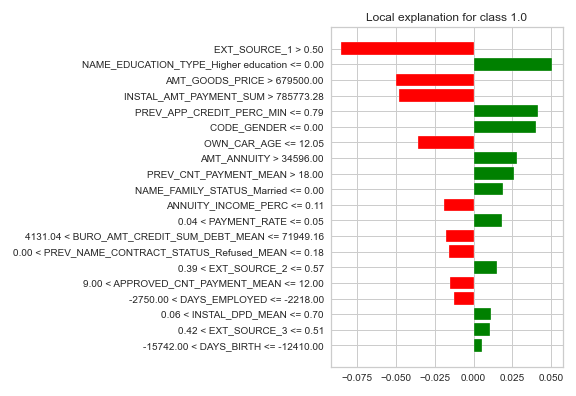 Local explanation for class 1.0
EXT_SOURCE_1 > 0.50
NAME_EDUCATION_TYPE_Higher education <= 0.00
AMT_GOODS_PRICE > 679500.00
INSTAL_AMT_PAYMENT_SUM > 785773.28
PREV_APP_CREDIT_PERC_MIN <= 0.79
CODE_GENDER <= 0.00
OWN_CAR_AGE <= 12.05
AMT_ANNUITY > 34596.00
PREV_CNT_PAYMENT_MEAN > 18.00
NAME_FAMILY_STATUS_Married <= 0.00
ANNUITY_INCOME_PERC <= 0.11
0.04 < PAYMENT_RATE <= 0.05
4131.04 < BURO_AMT_CREDIT_SUM_DEBT_MEAN <= 71949.16
0.00 < PREV_NAME_CONTRACT_STATUS_Refused_MEAN <= 0.18
0.39 < EXT_SOURCE_2 <= 0.57
9.00 < APPROVED_CNT_PAYMENT_MEAN <= 12.00
-2750.00 < DAYS_EMPLOYED <= -2218.00
0.06 < INSTAL_DPD_MEAN <= 0.70
0.42 < EXT_SOURCE_3 <= 0.51
-15742.00 < DAYS_BIRTH <= -12410.00
−0.075 −0.050 −0.025 0.000 0.025 0.050